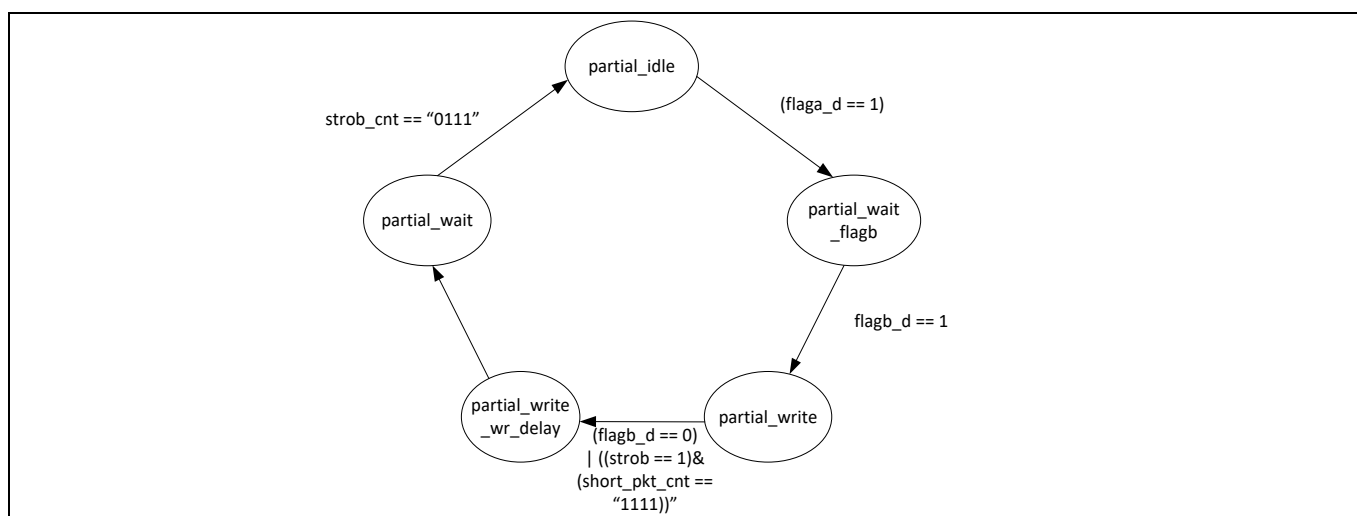 partial_idle
(flaga_d == 1)
strob_cnt == “0111”
partial_wait
partial_wait
_flagb
flagb_d == 1
partial_write
_wr_delay
partial_write
(flagb_d == 0)
| ((strob == 1)&
(short_pkt_cnt ==
“1111))”